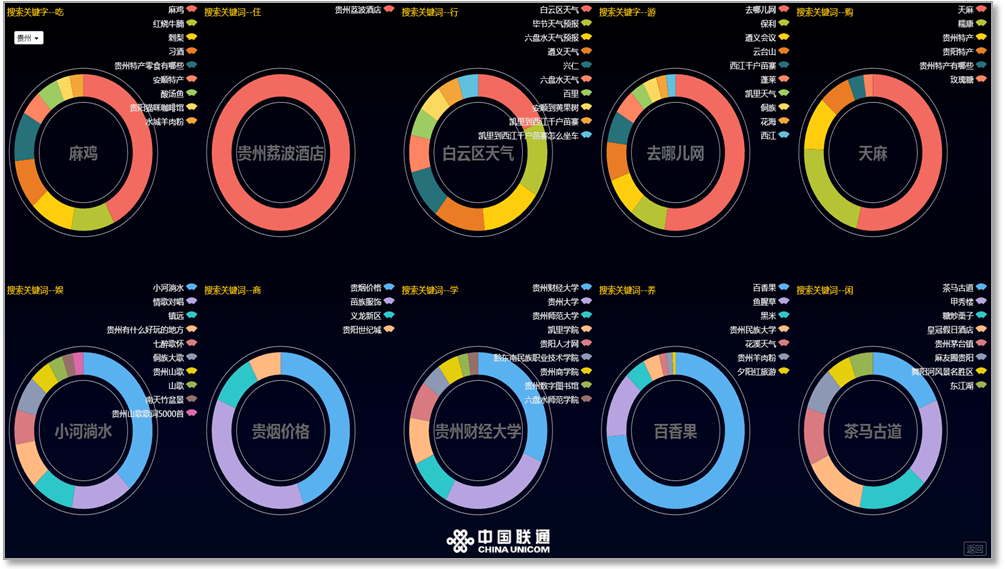 搜索关键字--吃
贵州
麻鸡
红烧牛腩
刺梨
习酒
贵州特产零食有哪些
安顺特产
酸汤鱼
贵阳猫咪咖啡馆
水城羊肉粉
麻鸡
搜索关键词--住
贵州荔波酒店
贵州荔波酒店
搜索关键词--行
白云区天气
毕节天气预报
六盘水天气预报
遵义天气
兴仁
六盘水天气
百里
安顺到黄果树
凯里到西江千户苗寨
凯里到西江千户苗寨怎么坐车
白云区天气
搜索关键字--游
去哪儿网
保利
遵义会议
云台山
西江千户苗寨
蓬莱
凯里天气
侗族
花海
西江
去哪儿网
搜索关键词--购
天麻
糯康
贵州特产
贵阳特产
贵州特产有哪些
玫瑰糖
天麻
搜索关键词--娱
小河淌水
情歌对唱
镇远
贵州有什么好玩的地方
七醉歌怀
侗族大歌
贵州山歌
山歌
南天竹盆景
贵州山歌歌词5000首
小河淌水
搜索关键词--商
贵烟价格
苗族服饰
义龙新区
贵阳世纪城
贵烟价格
搜索关键词--学
贵州财经大学
贵州大学
贵州师范大学
凯里学院
贵阳人才网
黔东南民族职业技术学院
贵州商学院
贵州数字图书馆
六盘水师范学院
贵州财经大学
搜索关键词--养
百香果
鱼腥草
黑米
贵州民族大学
花溪天气
贵州羊肉粉
夕阳红旅游
百香果
搜索关键词--闲
茶马古道
甲秀楼
糖炒栗子
皇冠假日酒店
贵州茅台镇
麻友圈贵阳
舞阳河风景名胜区
东江湖
茶马古道
中国联通
CHINA UNICOM
返回